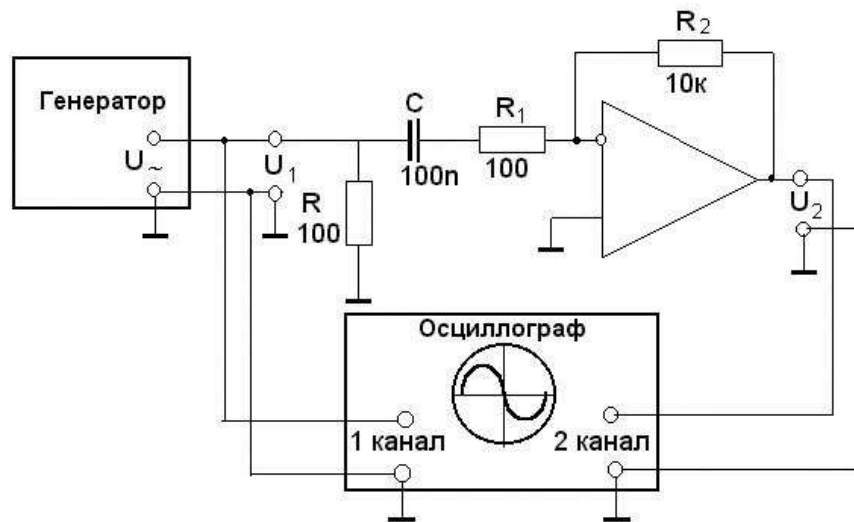 Генератор
U~
U1
R
100
C
100n
R1
100
R2
10к
U2
Осциллограф
1 канал
2 канал